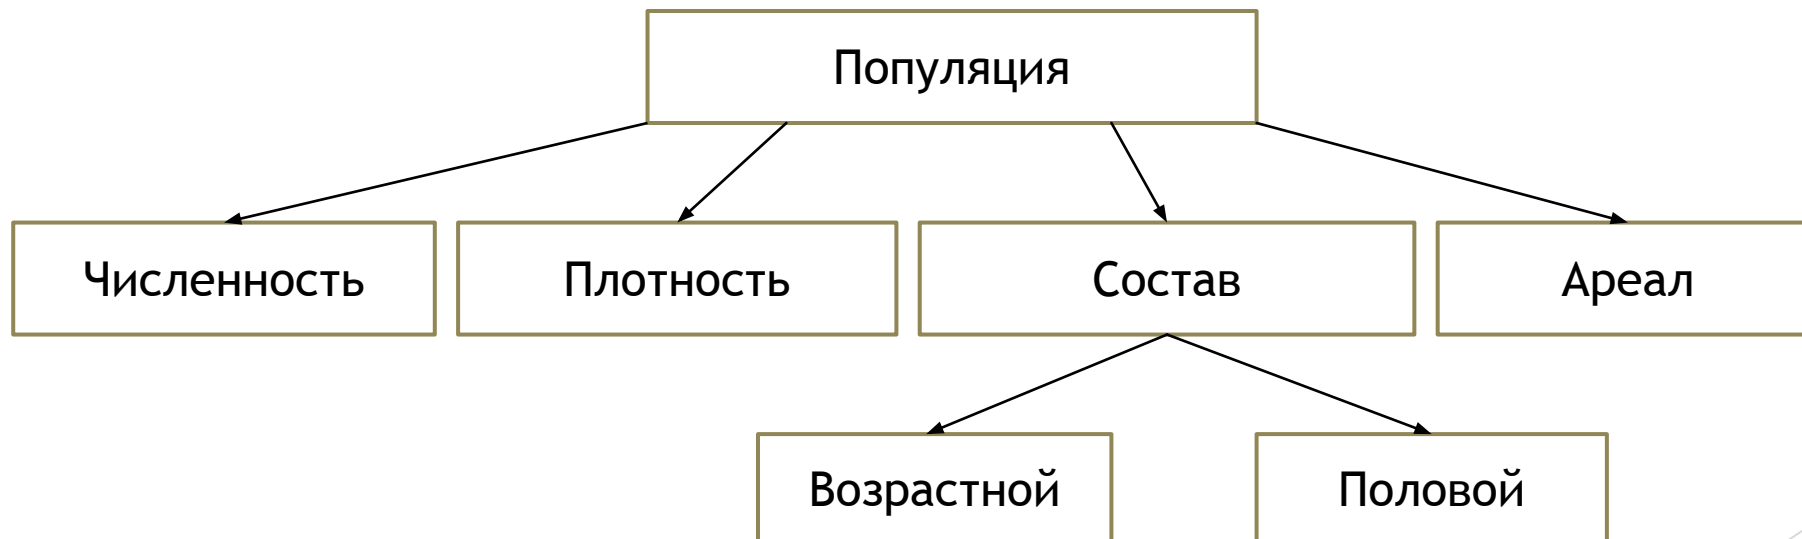 Популяция
Численность
Плотность
Состав
Ареал
Возрастной
Половой